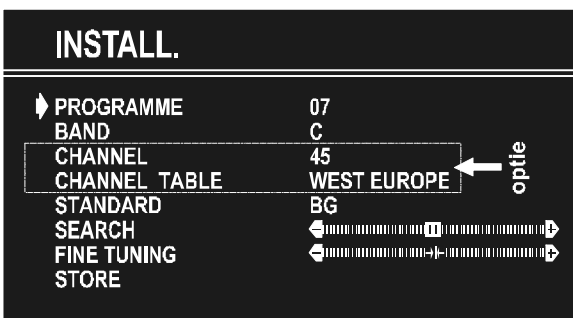 INSTALL.
PROGRAMME 07
BAND C
CHANNEL 45
CHANNEL TABLE WEST EUROPE
optie
STANDARD BG
SEARCH
FINE TUNING
STORE